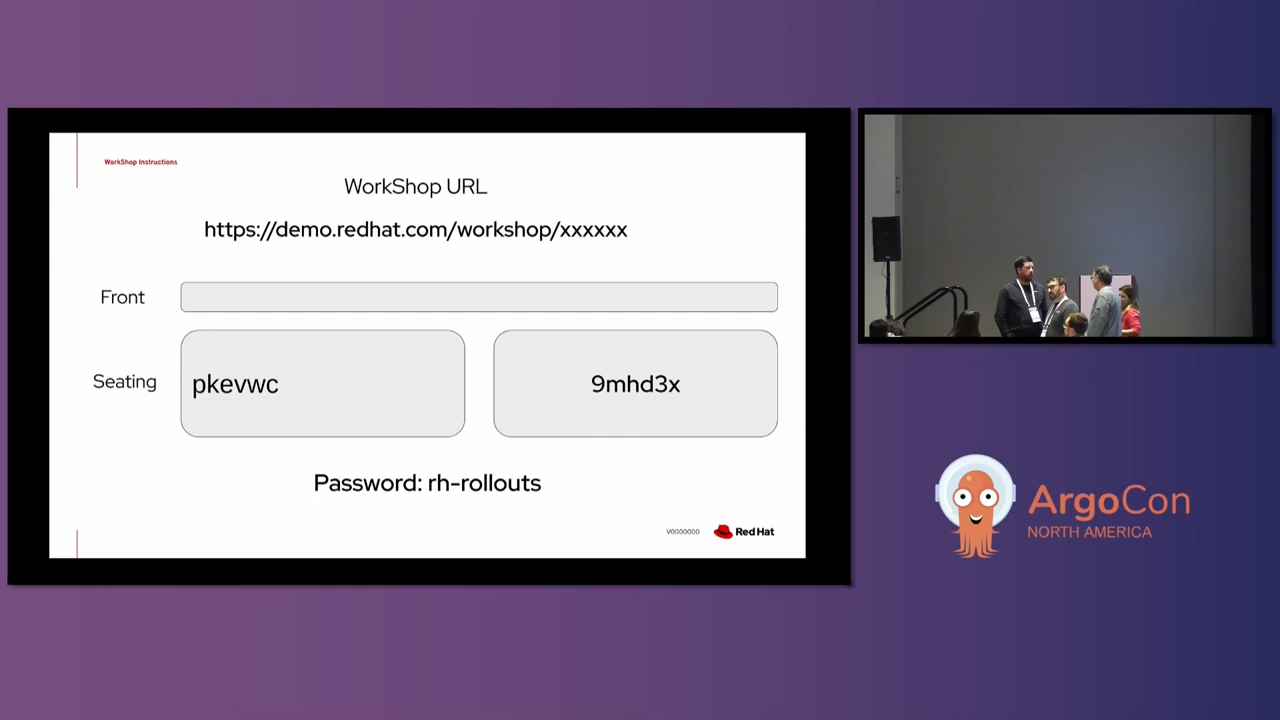 WorkShop Instructions
WorkShop URL
https://demo.redhat.com/workshop/xxxxxx
Front
Seating
pkevwc
9mhd3x
Password: rh-rollouts
V0000000
Red Hat
ArgoCon
NORTH AMERICA